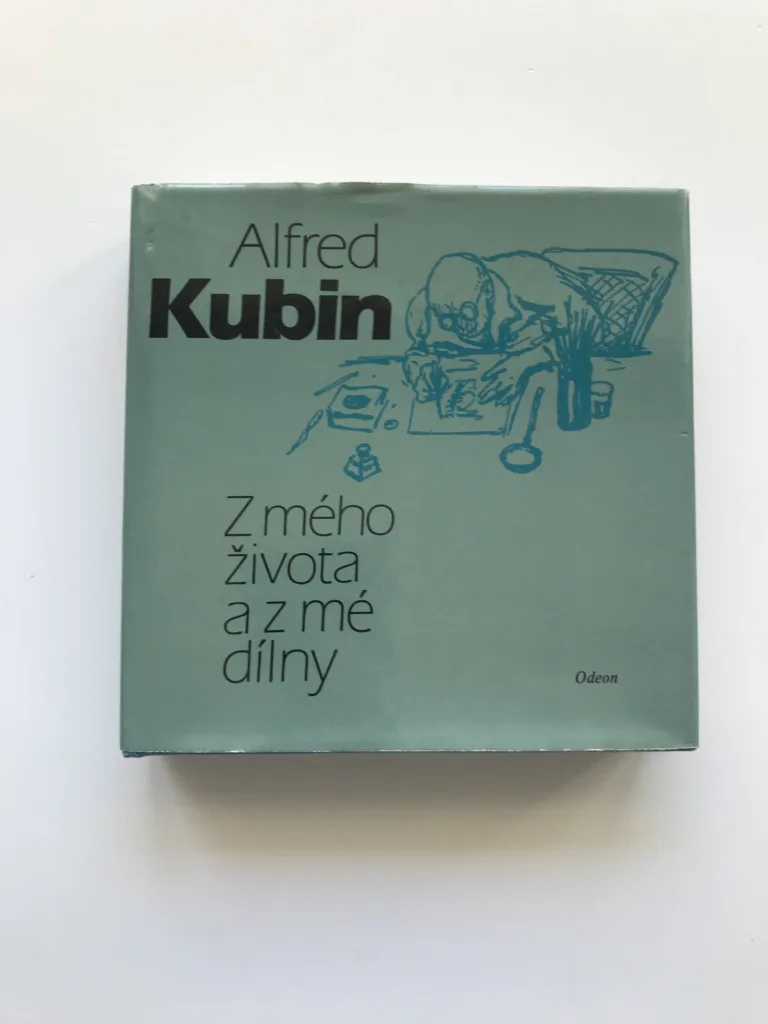 Alfred
Kubin
Z mého
života
a z mé
dílny
Odeon